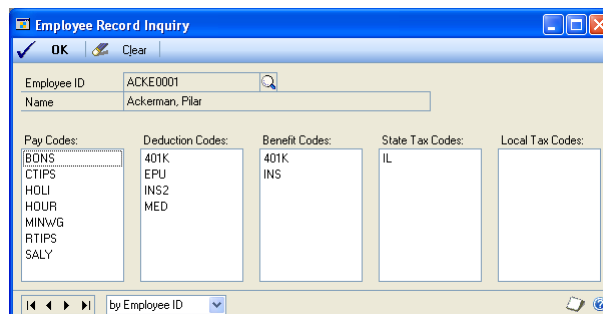 Employee Record Inquiry
OK Clear
Employee ID ACKE0001
Name Ackerman, Pilar
Pay Codes: Deduction Codes: Benefit Codes: State Tax Codes: Local Tax Codes:
BONS 401K 401K IL
CTIPS EPU INS
HOLI INS2
HOUR MED
MINWG
RTIPS
SALY
by Employee ID